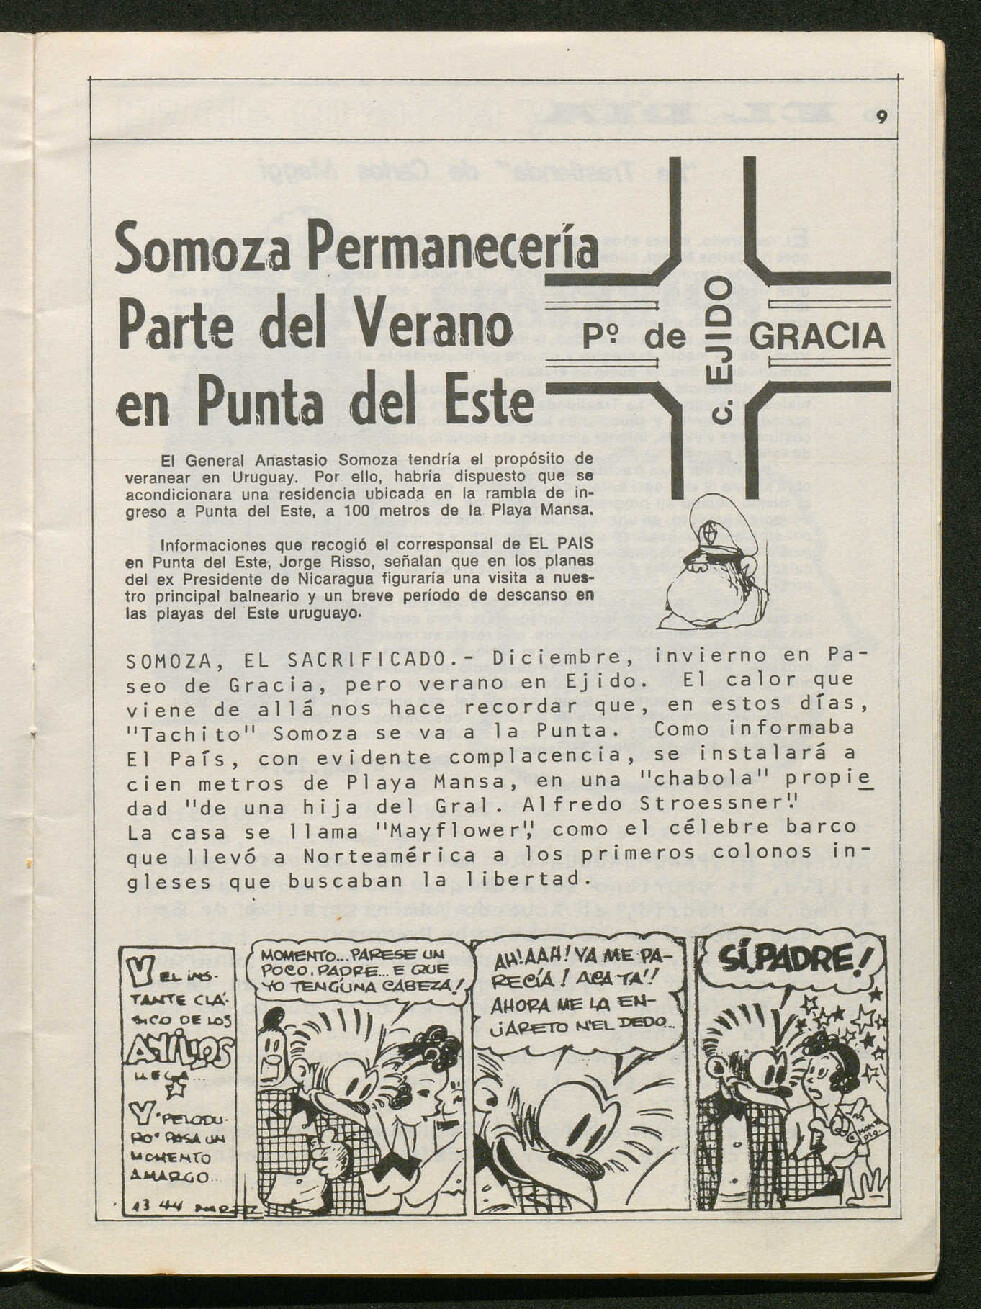 9
Somoza Permanecería
Parte del Verano
en Punta del Este
Pº de GRACIA
C. EJIDO
El General Anastasio Somoza tendría el propósito de
veranear en Uruguay. Por ello, habría dispuesto que se
acondicionara una residencia ubicada en la rambla de in-
greso a Punta del Este, a 100 metros de la Playa Mansa.
Informaciones que recogió el corresponsal de EL PAIS
en Punta del Este, Jorge Risso, señalan que en los planes
del ex Presidente de Nicaragua figuraría una visita a nues-
tro principal balneario y un breve período de descanso en
las playas del Este uruguayo.
SOMOZA, EL SACRIFICADO.- Diciembre, invierno en Pa-
seo de Gracia, pero verano en Ejido. El calor que
viene de allá nos hace recordar que, en estos días,
"Tachito" Somoza se va a la Punta. Como informaba
El País, con evidente complacencia, se instalará a
cien metros de Playa Mansa, en una "chabola" propie
dad "de una hija del Gral. Alfredo Stroessner".
La casa se llama "Mayflower", como el célebre barco
que llevó a Norteamérica a los primeros colonos in-
gleses que buscaban la libertad.
Y EL INS-
TANTE CLÁ-
SICO DE LOS
ANILLOS
LLEGA...
Y "PELODU-
RO" PASA UN
MOMENTO
AMARGO...
13 44
MOMENTO... PARESE UN
POCO, PADRE... E QUE
YO TENGUNA CABEZA!
AH!AAH! YA ME PA-
RECÍA! ACA TA'!
AHORA ME LA EN-
JARETO N'EL DEDO...
SÍ, PADRE!